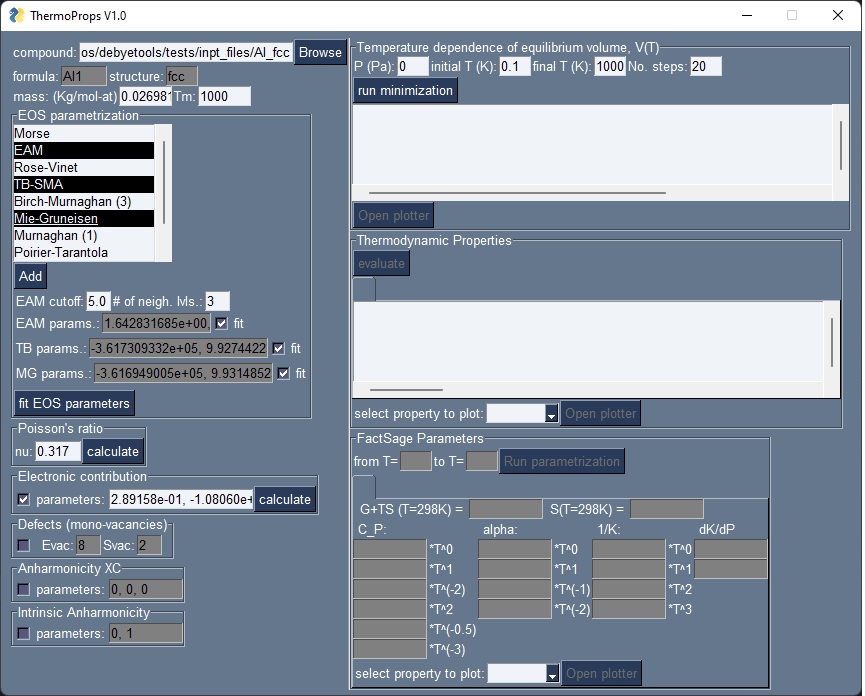 ThermoProps V1.0
compound: os/debyetools/tests/inpt_files/Al_fcc Browse
formula: Al1 structure: fcc
mass: (Kg/mol-at) 0.02698 Tm: 1000
EOS parametrization
Morse
EAM
Rose-Vinet
TB-SMA
Birch-Murnaghan (3)
Mie-Gruneisen
Murnaghan (1)
Poirier-Tarantola
Add
EAM cutoff: 5.0 # of neigh. lvls.: 3
EAM params.: 1.642831685e+00, fit
TB params.: -3.617309332e+05, 9.9274422 fit
MG params.: -3.616949005e+05, 9.9314852 fit
fit EOS parameters
Poisson's ratio
nu: 0.317 calculate
Electronic contribution
parameters: 2.89158e-01, -1.08060e+ calculate
Defects (mono-vacancies)
Evac: 8 Svac: 2
Anharmonicity XC
parameters: 0, 0, 0
Intrinsic Anharmonicity
parameters: 0, 1
Temperature dependence of equilibrium volume, V(T)
P (Pa): 0 initial T (K): 0.1 final T (K): 1000 No. steps: 20
run minimization
Open plotter
Thermodynamic Properties
evaluate
select property to plot: Open plotter
FactSage Parameters
from T= to T= Run parametrization
G+TS (T=298K) = S(T=298K) =
C_P: alpha: 1/K: dK/dP
*T^0 *T^0 *T^0
*T^1 *T^1 *T^1
*T^(-2) *T^(-1) *T^2
*T^2 *T^(-2) *T^3
*T^(-0.5)
*T^(-3)
select property to plot: Open plotter